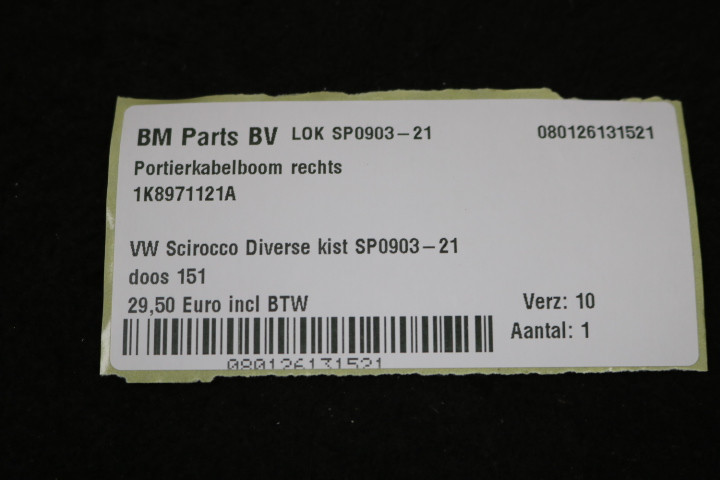 BM Parts BV LOK SP0903-21 080126131521
Portierkabelboom rechts
1K8971121A
VW Scirocco Diverse kist SP0903-21
doos 151
29,50 Euro incl BTW Verz: 10
Aantal: 1
080126131521